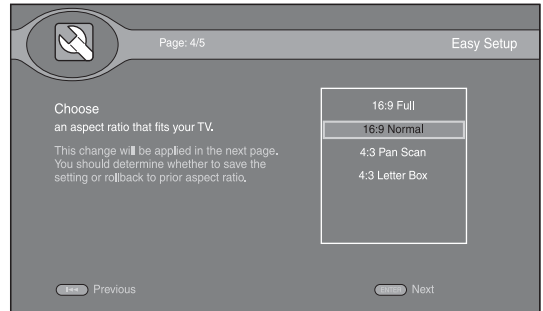 Page: 4/5
Easy Setup
Choose
an aspect ratio that fits your TV.
This change will be applied in the next page.
You should determine whether to save the
setting or rollback to prior aspect ratio.
16:9 Full
16:9 Normal
4:3 Pan Scan
4:3 Letter Box
Previous
ENTER Next